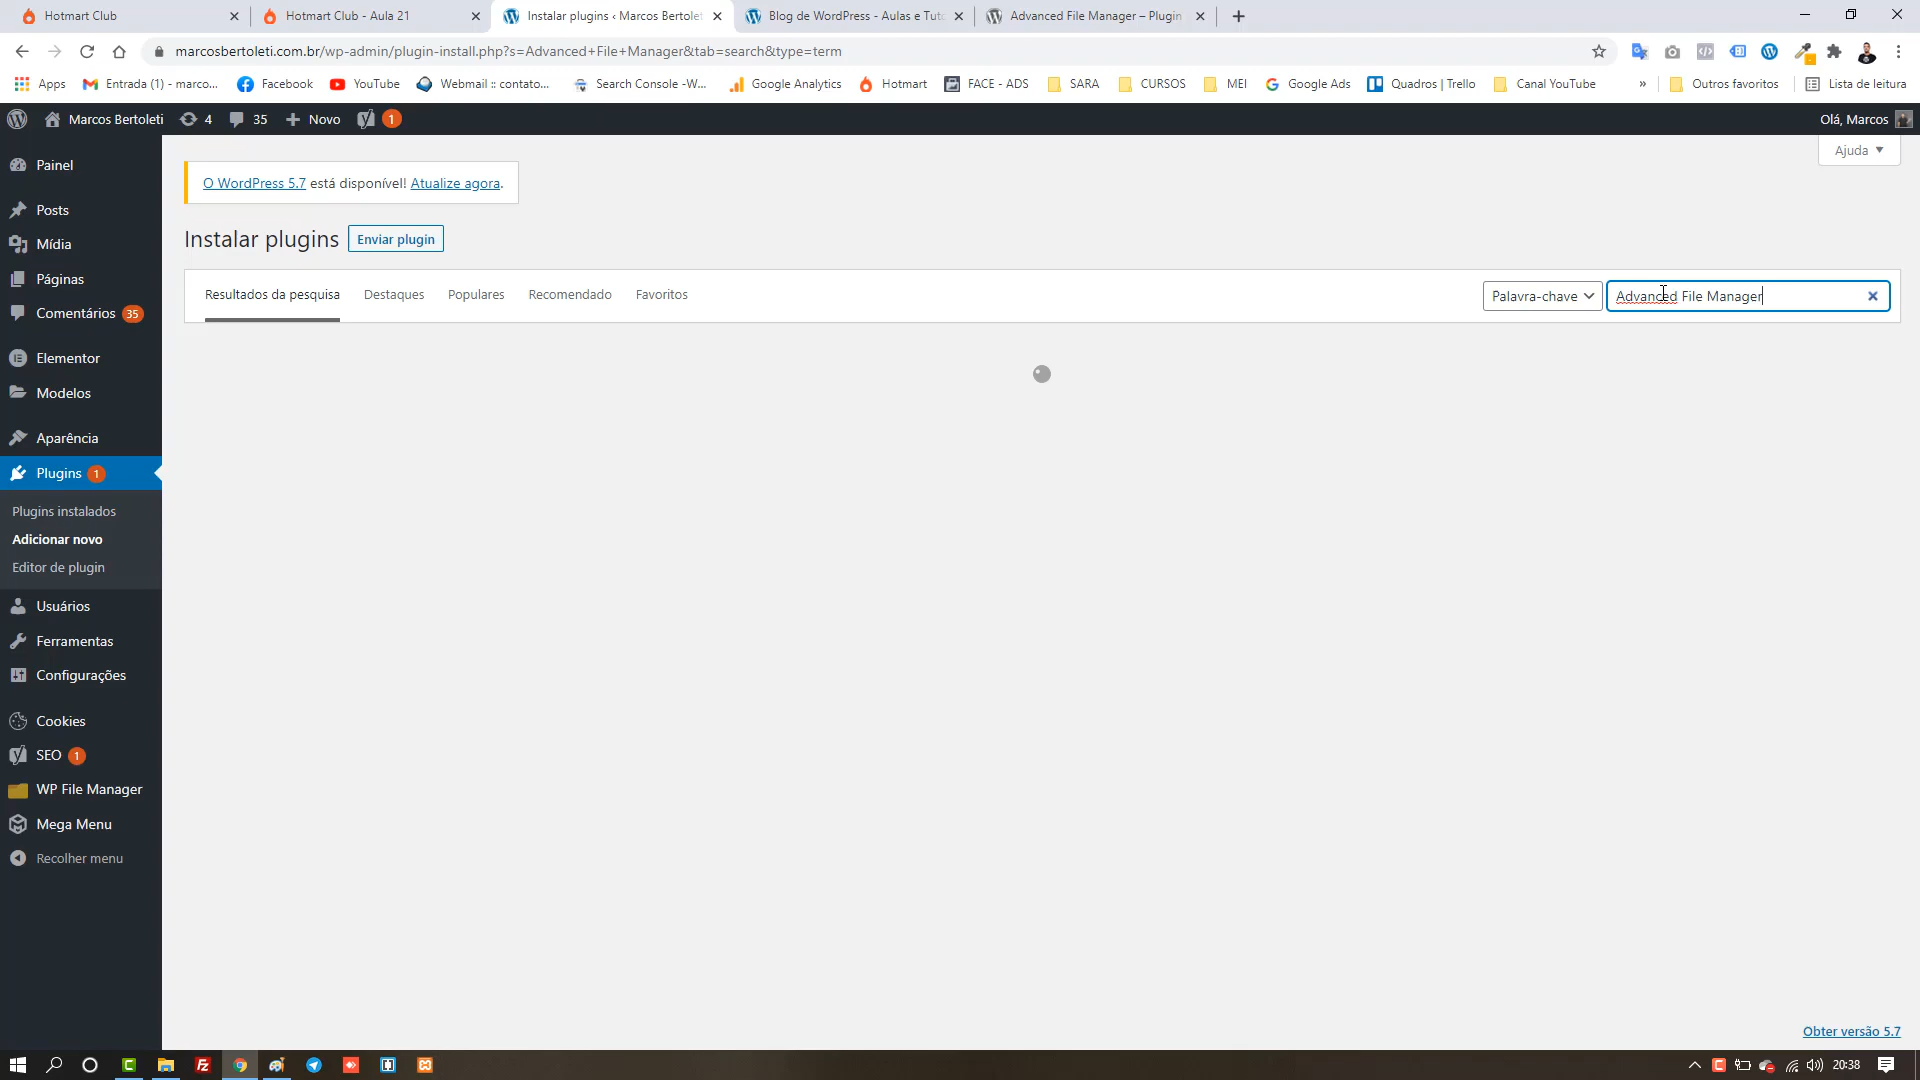 Hotmart Club
Hotmart Club - Aula 21
Instalar plugins ‹ Marcos Bertolet
Blog de WordPress - Aulas e Tuto
Advanced File Manager – Plugin
marcosbertoleti.com.br/wp-admin/plugin-install.php?s=Advanced+File+Manager&tab=search&type=term
Apps
Entrada (1) - marco...
Facebook
YouTube
Webmail :: contato...
Search Console -W...
Google Analytics
Hotmart
FACE - ADS
SARA
CURSOS
MEI
Google Ads
Quadros | Trello
Canal YouTube
»
Outros favoritos
Lista de leitura
Marcos Bertoleti
4
35
Novo
1
Olá, Marcos
Ajuda
Painel
Posts
Mídia
Páginas
Comentários 35
Elementor
Modelos
Aparência
Plugins 1
Plugins instalados
Adicionar novo
Editor de plugin
Usuários
Ferramentas
Configurações
Cookies
SEO 1
WP File Manager
Mega Menu
Recolher menu
O WordPress 5.7 está disponível! Atualize agora.
Instalar plugins
Enviar plugin
Resultados da pesquisa
Destaques
Populares
Recomendado
Favoritos
Palavra-chave
Advanced File Manager
Obter versão 5.7
20:38